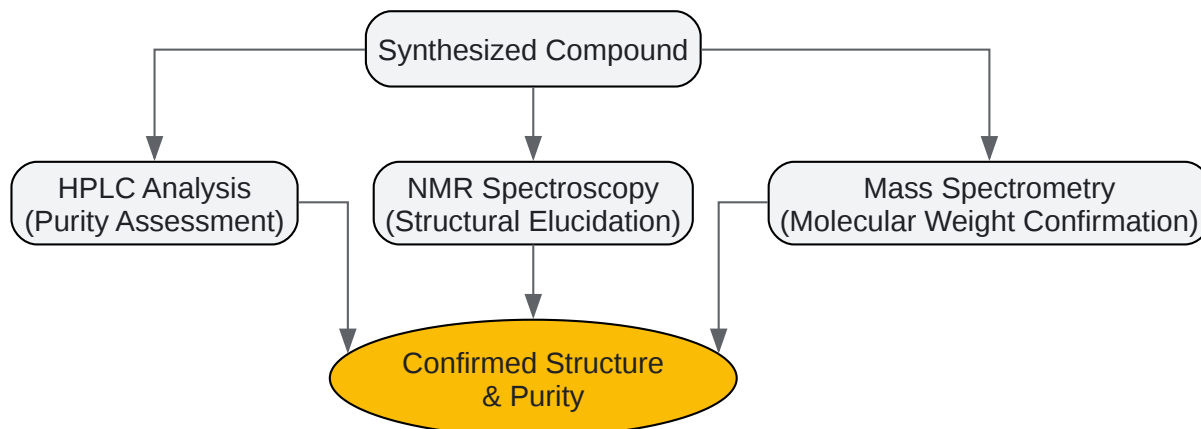 Synthesized Compound
HPLC Analysis
(Purity Assessment)
NMR Spectroscopy
(Structural Elucidation)
Mass Spectrometry
(Molecular Weight Confirmation)
Confirmed Structure
& Purity